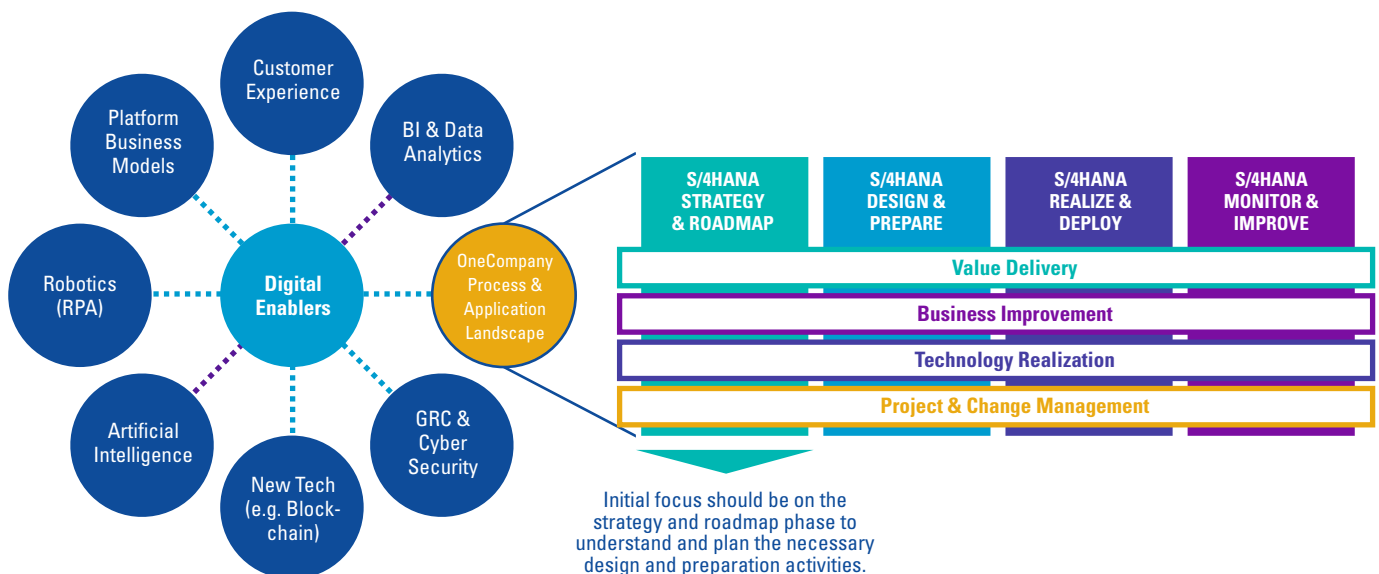 Customer
Experience
Platform
Business
Models
BI & Data
Analytics
Robotics
(RPA)
Digital
Enablers
OneCompany
Process &
Application
Landscape
Artificial
Intelligence
New Tech
(e.g. Block-
chain)
GRC &
Cyber
Security
S/4HANA
STRATEGY
& ROADMAP
S/4HANA
DESIGN &
PREPARE
S/4HANA
REALIZE &
DEPLOY
S/4HANA
MONITOR &
IMPROVE
Value Delivery
Business Improvement
Technology Realization
Project & Change Management
Initial focus should be on the
strategy and roadmap phase to
understand and plan the necessary
design and preparation activities.